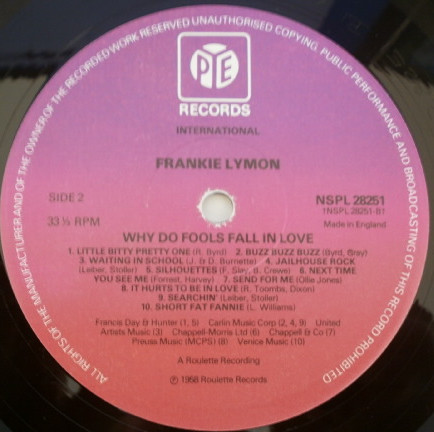 ALL RIGHTS OF THE MANUFACTURER AND OF THE OWNER OF THE RECORDED WORK RESERVED UNAUTHORISED COPYING, PUBLIC PERFORMANCE AND BROADCASTING OF THIS RECORD PROHIBITED
PYE
RECORDS
INTERNATIONAL
FRANKIE LYMON
SIDE 2
33 ⅓ RPM
NSPL 28251
1NSPL 28251-B1
Made in England
WHY DO FOOLS FALL IN LOVE
1. LITTLE BITTY PRETTY ONE (R. Byrd) 2. BUZZ BUZZ BUZZ (Byrd, Gray)
3. WAITING IN SCHOOL (J. & D. Burnette) 4. JAILHOUSE ROCK
(Leiber, Stoller) 5. SILHOUETTES (F. Slay, B. Crewe) 6. NEXT TIME
YOU SEE ME (Forrest, Harvey) 7. SEND FOR ME (Ollie Jones)
8. IT HURTS TO BE IN LOVE (R. Toombs, Dixon)
9. SEARCHIN' (Leiber, Stoller)
10. SHORT FAT FANNIE (L. Williams)
Francis Day & Hunter (1, 5) Carlin Music Corp (2, 4, 9) United
Artists Music (3) Chappell-Morris Ltd (6) Chappell & Co (7)
Preuss Music (MCPS) (8) Venice Music (10)
A Roulette Recording
℗ 1958 Roulette Records